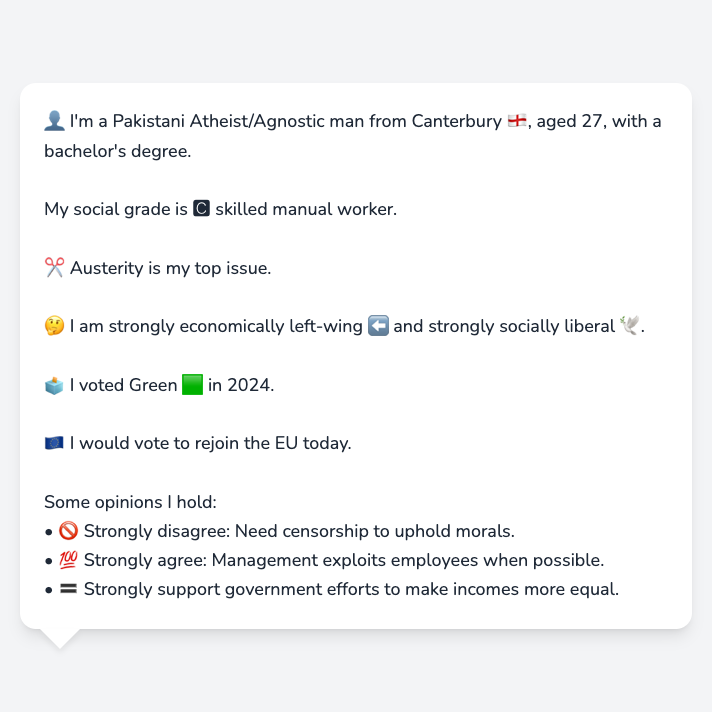 👤 I'm a Pakistani Atheist/Agnostic man from Canterbury 🏴󠁧󠁢󠁥󠁮󠁧󠁿, aged 27, with a
bachelor's degree.
My social grade is 🅲 skilled manual worker.
✂️ Austerity is my top issue.
🤔 I am strongly economically left-wing ⬅️ and strongly socially liberal 🕊️.
🗳️ I voted Green 🟩 in 2024.
🇪🇺 I would vote to rejoin the EU today.
Some opinions I hold:
• 🚫 Strongly disagree: Need censorship to uphold morals.
• 💯 Strongly agree: Management exploits employees when possible.
• 🟰 Strongly support government efforts to make incomes more equal.